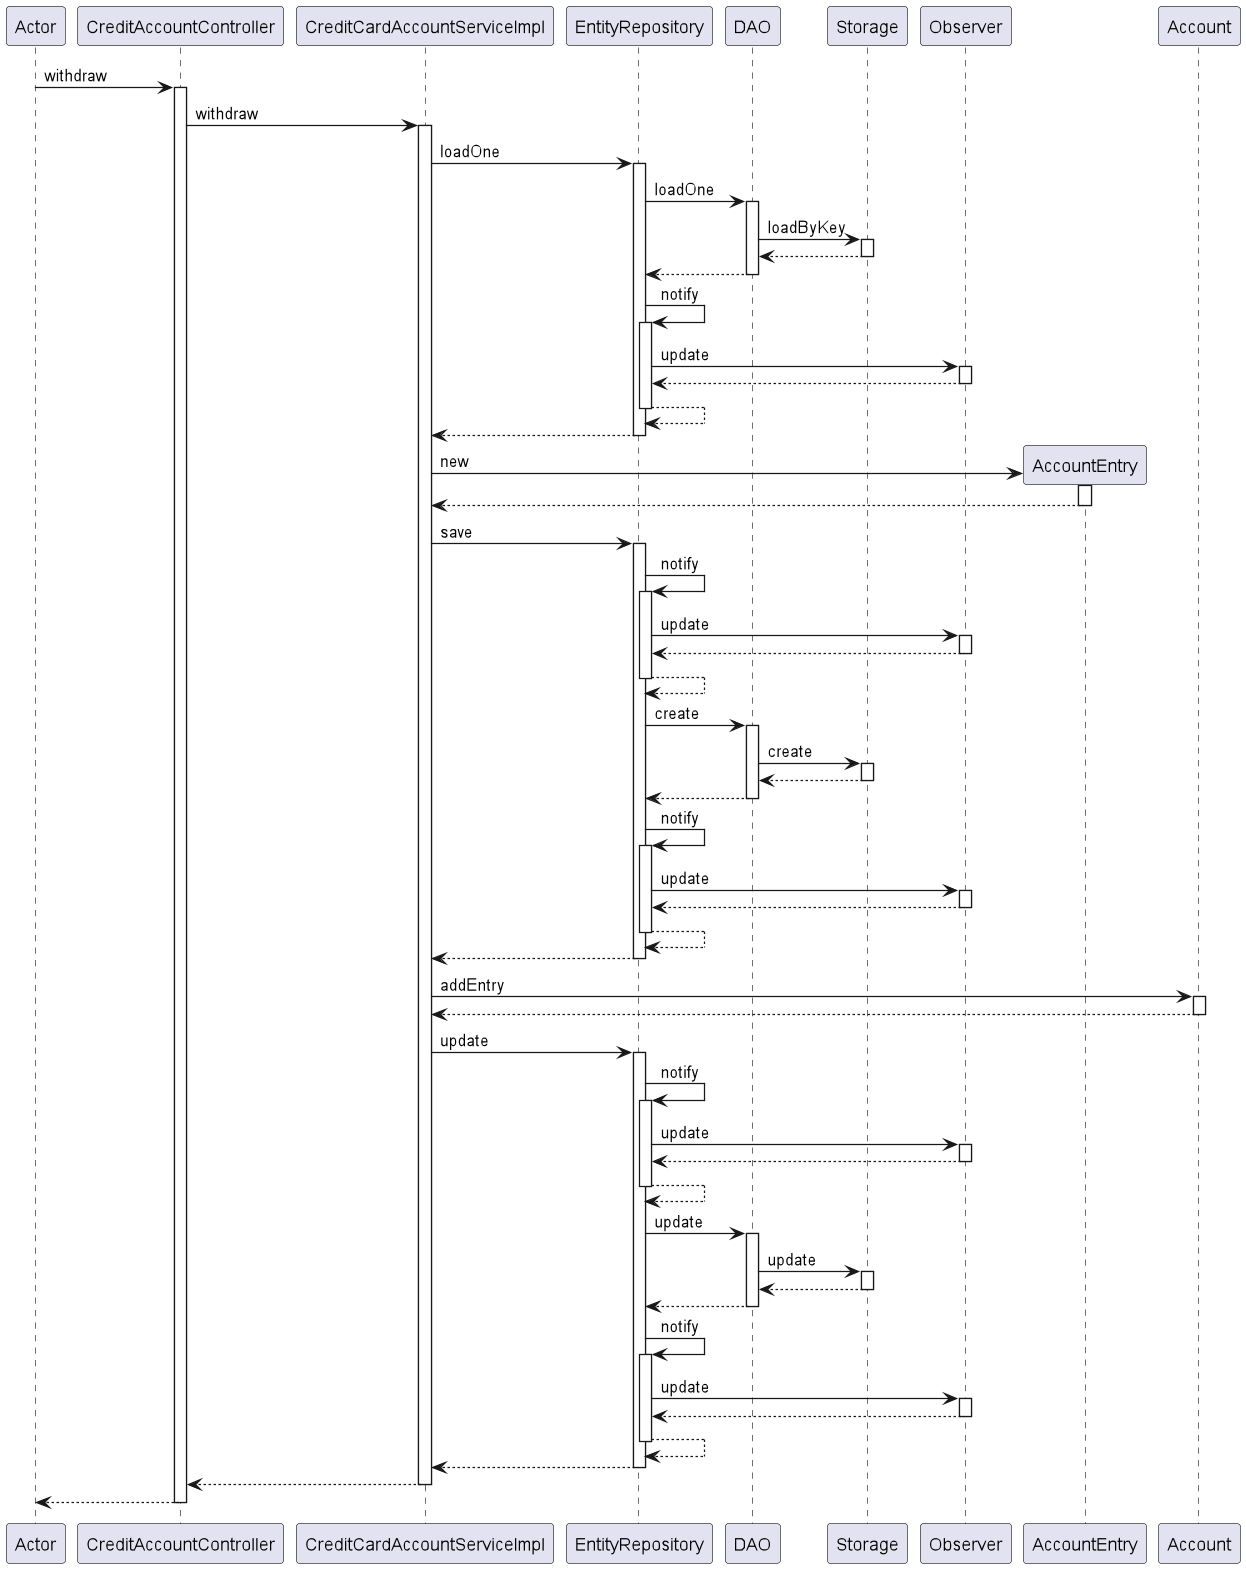 Actor CreditAccountController CreditCardAccountServiceImpl EntityRepository DAO Storage Observer Account
withdraw
withdraw
loadOne
loadOne
loadByKey
notify
update
new
AccountEntry
save
notify
update
create
create
notify
update
addEntry
update
notify
update
update
update
notify
update
Actor CreditAccountController CreditCardAccountServiceImpl EntityRepository DAO Storage Observer AccountEntry Account